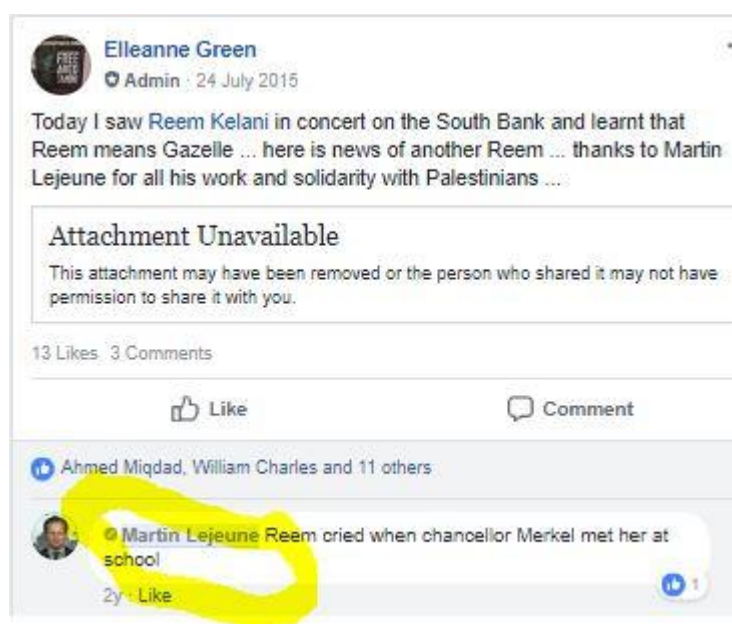 Elleanne Green
Admin · 24 July 2015
Today I saw Reem Kelani in concert on the South Bank and learnt that
Reem means Gazelle ... here is news of another Reem ... thanks to Martin
Lejeune for all his work and solidarity with Palestinians ...
Attachment Unavailable
This attachment may have been removed or the person who shared it may not have
permission to share it with you.
13 Likes 3 Comments
Like Comment
Ahmed Miqdad, William Charles and 11 others
Martin Lejeune Reem cried when chancellor Merkel met her at
school
2y · Like
1